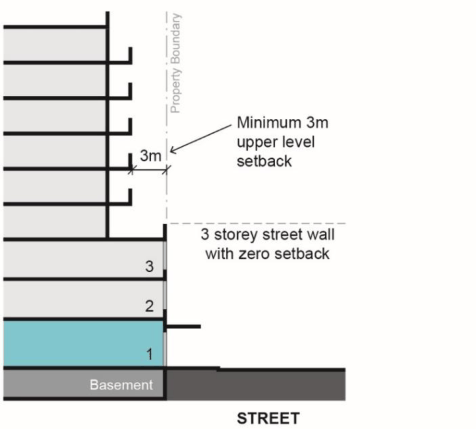 Property Boundary
Minimum 3m
upper level
setback
3m
3 storey street wall
with zero setback
3
2
1
Basement
STREET